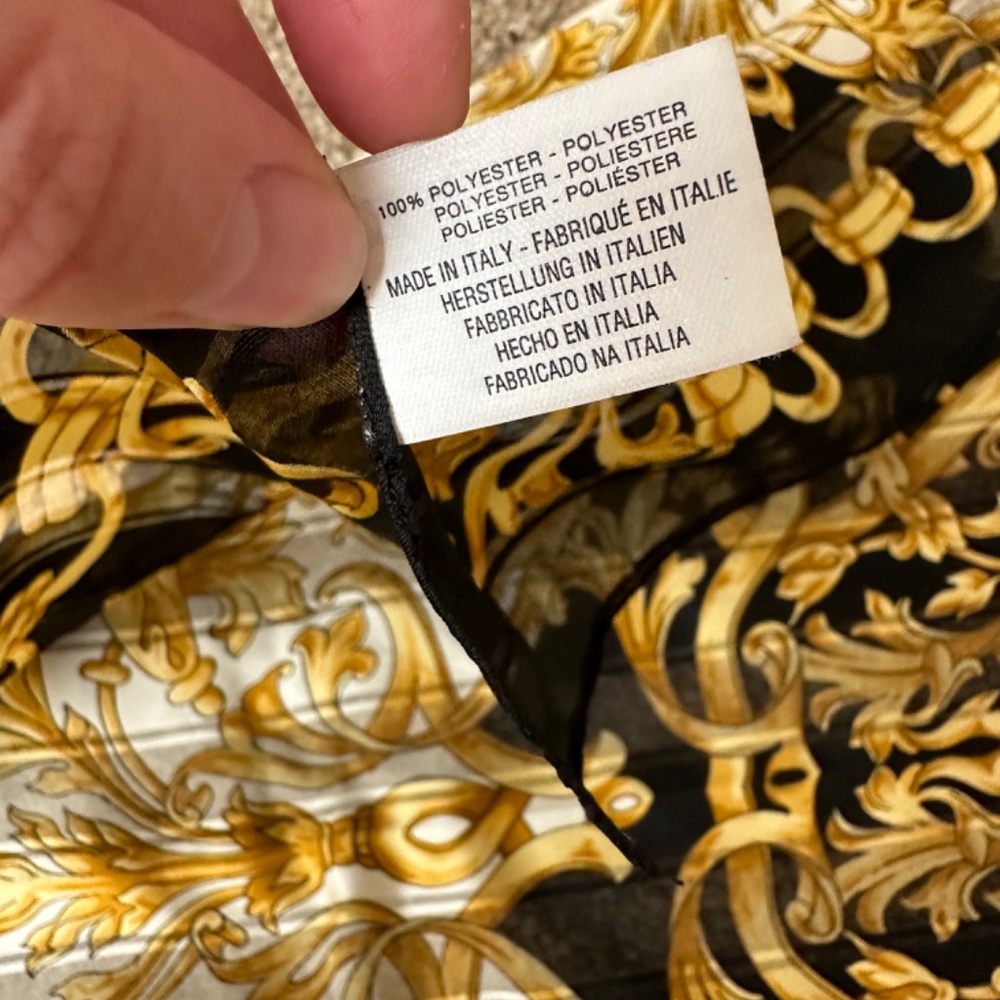 100% POLYESTER - POLYESTER
POLYESTER - POLIESTERE
POLIESTER - POLIÉSTER
MADE IN ITALY - FABRIQUÉ EN ITALIE
HERSTELLUNG IN ITALIEN
FABBRICATO IN ITALIA
HECHO EN ITALIA
FABRICADO NA ITALIA